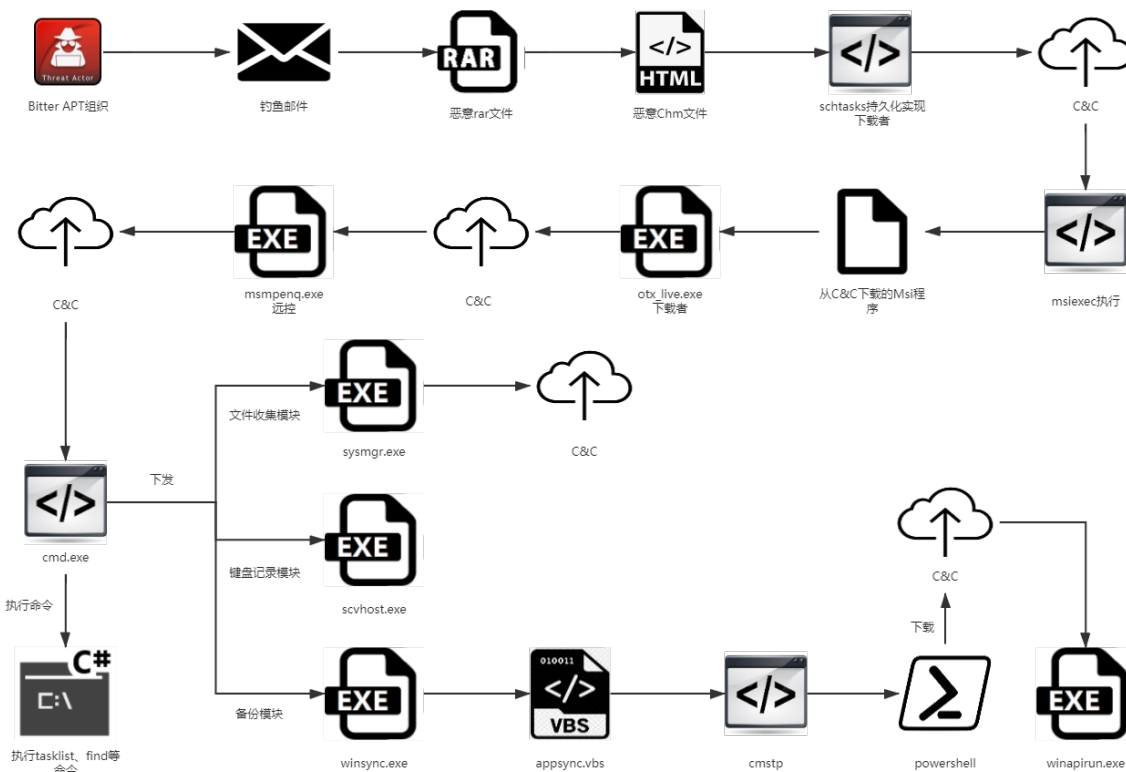 Threat Actor
RAR
</>
HTML
</>
Bitter APT组织
钓鱼邮件
恶意rar文件
恶意Chm文件
schtasks持久化实现
下载者
C&C
C&C
EXE
msmpenq.exe
远控
C&C
EXE
otx_live.exe
下载者
从C&C下载的Msi程
序
</>
msiexec执行
文件收集模块
EXE
sysmgr.exe
C&C
</>
cmd.exe
下发
键盘记录模块
EXE
scvhost.exe
C&C
执行命令
下载
C#
C:\
执行tasklist、find等
命令
备份模块
EXE
winsync.exe
010011
</>
VBS
appsync.vbs
</>
cmstp
powershell
EXE
winapirun.exe